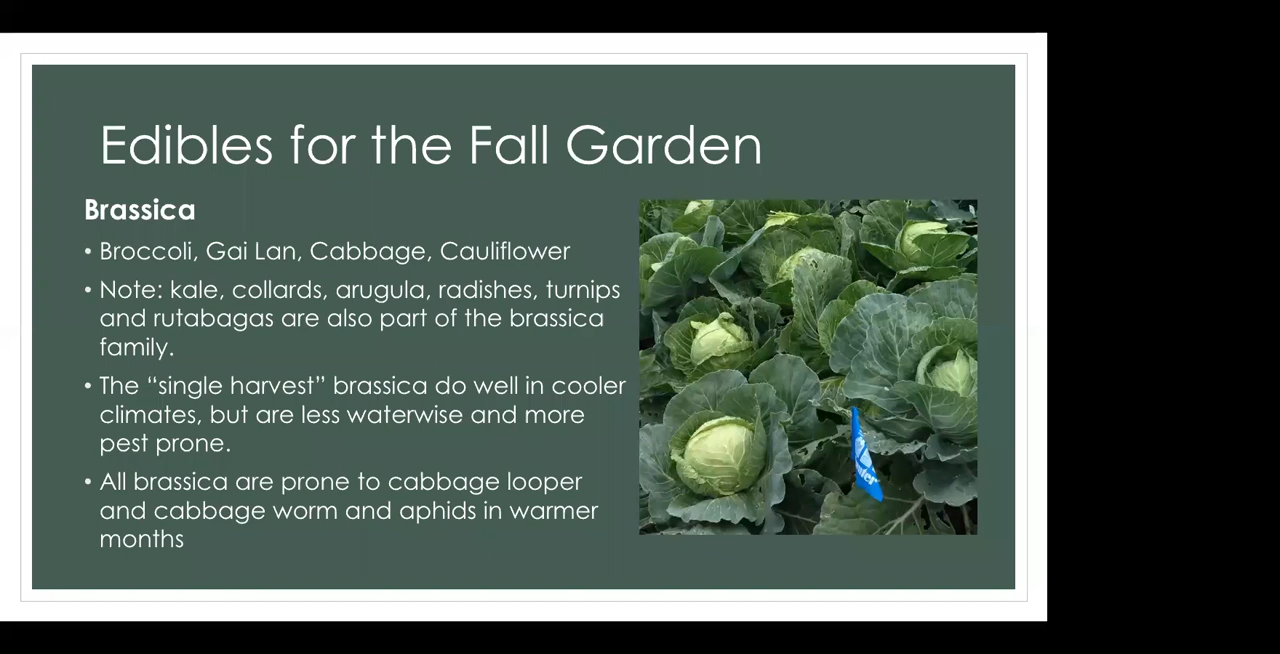 Edibles for the Fall Garden
Brassica
• Broccoli, Gai Lan, Cabbage, Cauliflower
• Note: kale, collards, arugula, radishes, turnips
and rutabagas are also part of the brassica
family.
• The “single harvest” brassica do well in cooler
climates, but are less waterwise and more
pest prone.
• All brassica are prone to cabbage looper
and cabbage worm and aphids in warmer
months